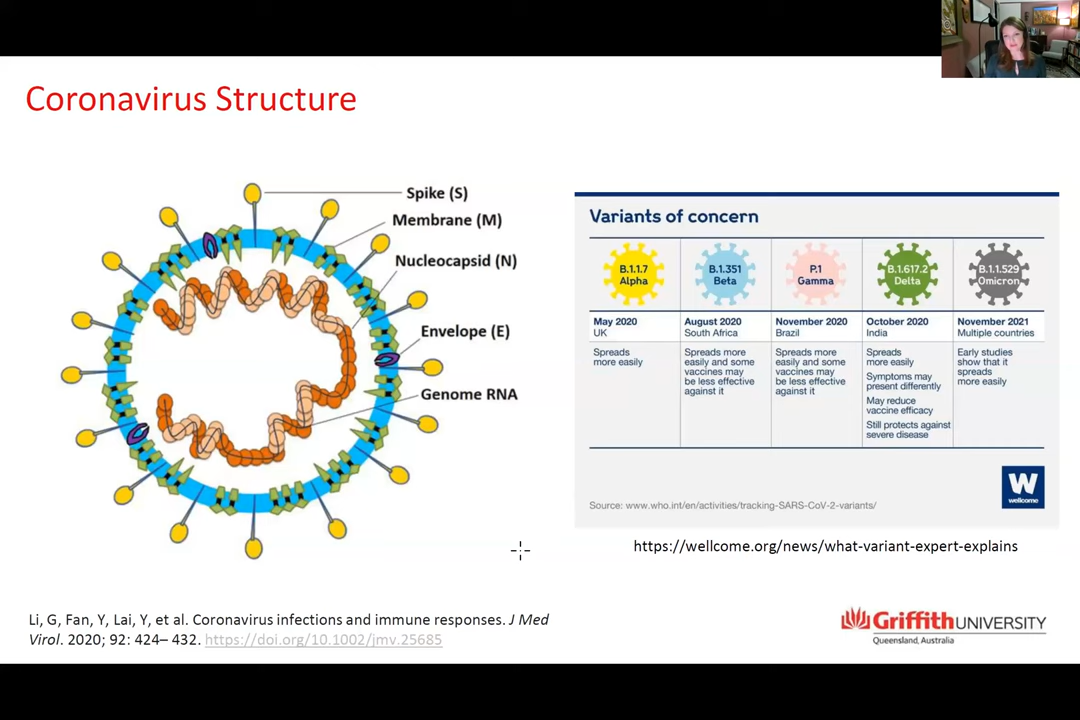 Coronavirus Structure
Spike (S)
Membrane (M)
Nucleocapsid (N)
Envelope (E)
Genome RNA
Variants of concern
B.1.1.7
Alpha
B.1.351
Beta
P.1
Gamma
B.1.617.2
Delta
B.1.1.529
Omicron
May 2020
UK
August 2020
South Africa
November 2020
Brazil
October 2020
India
November 2021
Multiple countries
Spreads
more easily
Spreads more
easily and some
vaccines may
be less effective
against it
Spreads more
easily and some
vaccines may
be less effective
against it
Spreads
more easily
Symptoms may
present differently
May reduce
vaccine efficacy
Still protects against
severe disease
Early studies
show that it
spreads
more easily
W
wellcome
Source: www.who.int/en/activities/tracking-SARS-CoV-2-variants/
https://wellcome.org/news/what-variant-expert-explains
Li, G, Fan, Y, Lai, Y, et al. Coronavirus infections and immune responses. J Med
Virol. 2020; 92: 424– 432. https://doi.org/10.1002/jmv.25685
Griffith UNIVERSITY
Queensland, Australia